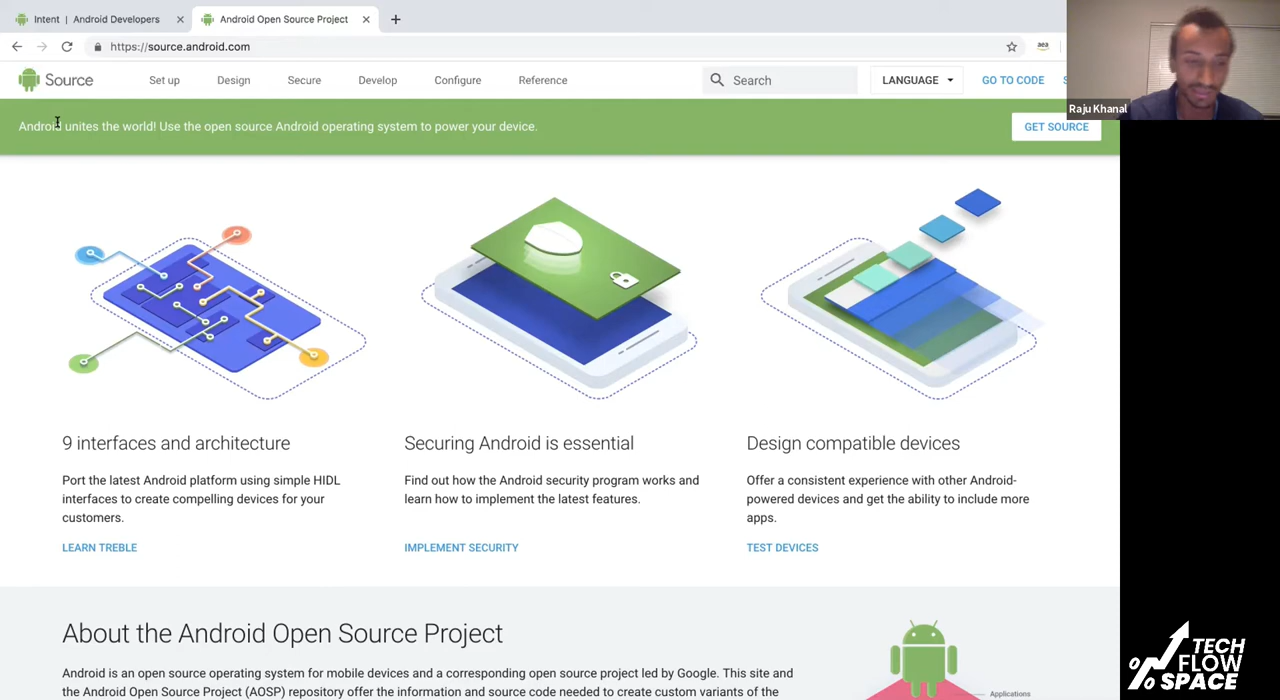 Intent | Android Developers
Android Open Source Project
https://source.android.com
aea
Source
Set up
Design
Secure
Develop
Configure
Reference
Search
LANGUAGE
GO TO CODE
S
Raju Khanal
Android unites the world! Use the open source Android operating system to power your device.
GET SOURCE
9 interfaces and architecture
Port the latest Android platform using simple HIDL
interfaces to create compelling devices for your
customers.
LEARN TREBLE
Securing Android is essential
Find out how the Android security program works and
learn how to implement the latest features.
IMPLEMENT SECURITY
Design compatible devices
Offer a consistent experience with other Android-
powered devices and get the ability to include more
apps.
TEST DEVICES
About the Android Open Source Project
Android is an open source operating system for mobile devices and a corresponding open source project led by Google. This site and
the Android Open Source Project (AOSP) repository offer the information and source code needed to create custom variants of the
Applications
TECH
FLOW
% SPACE